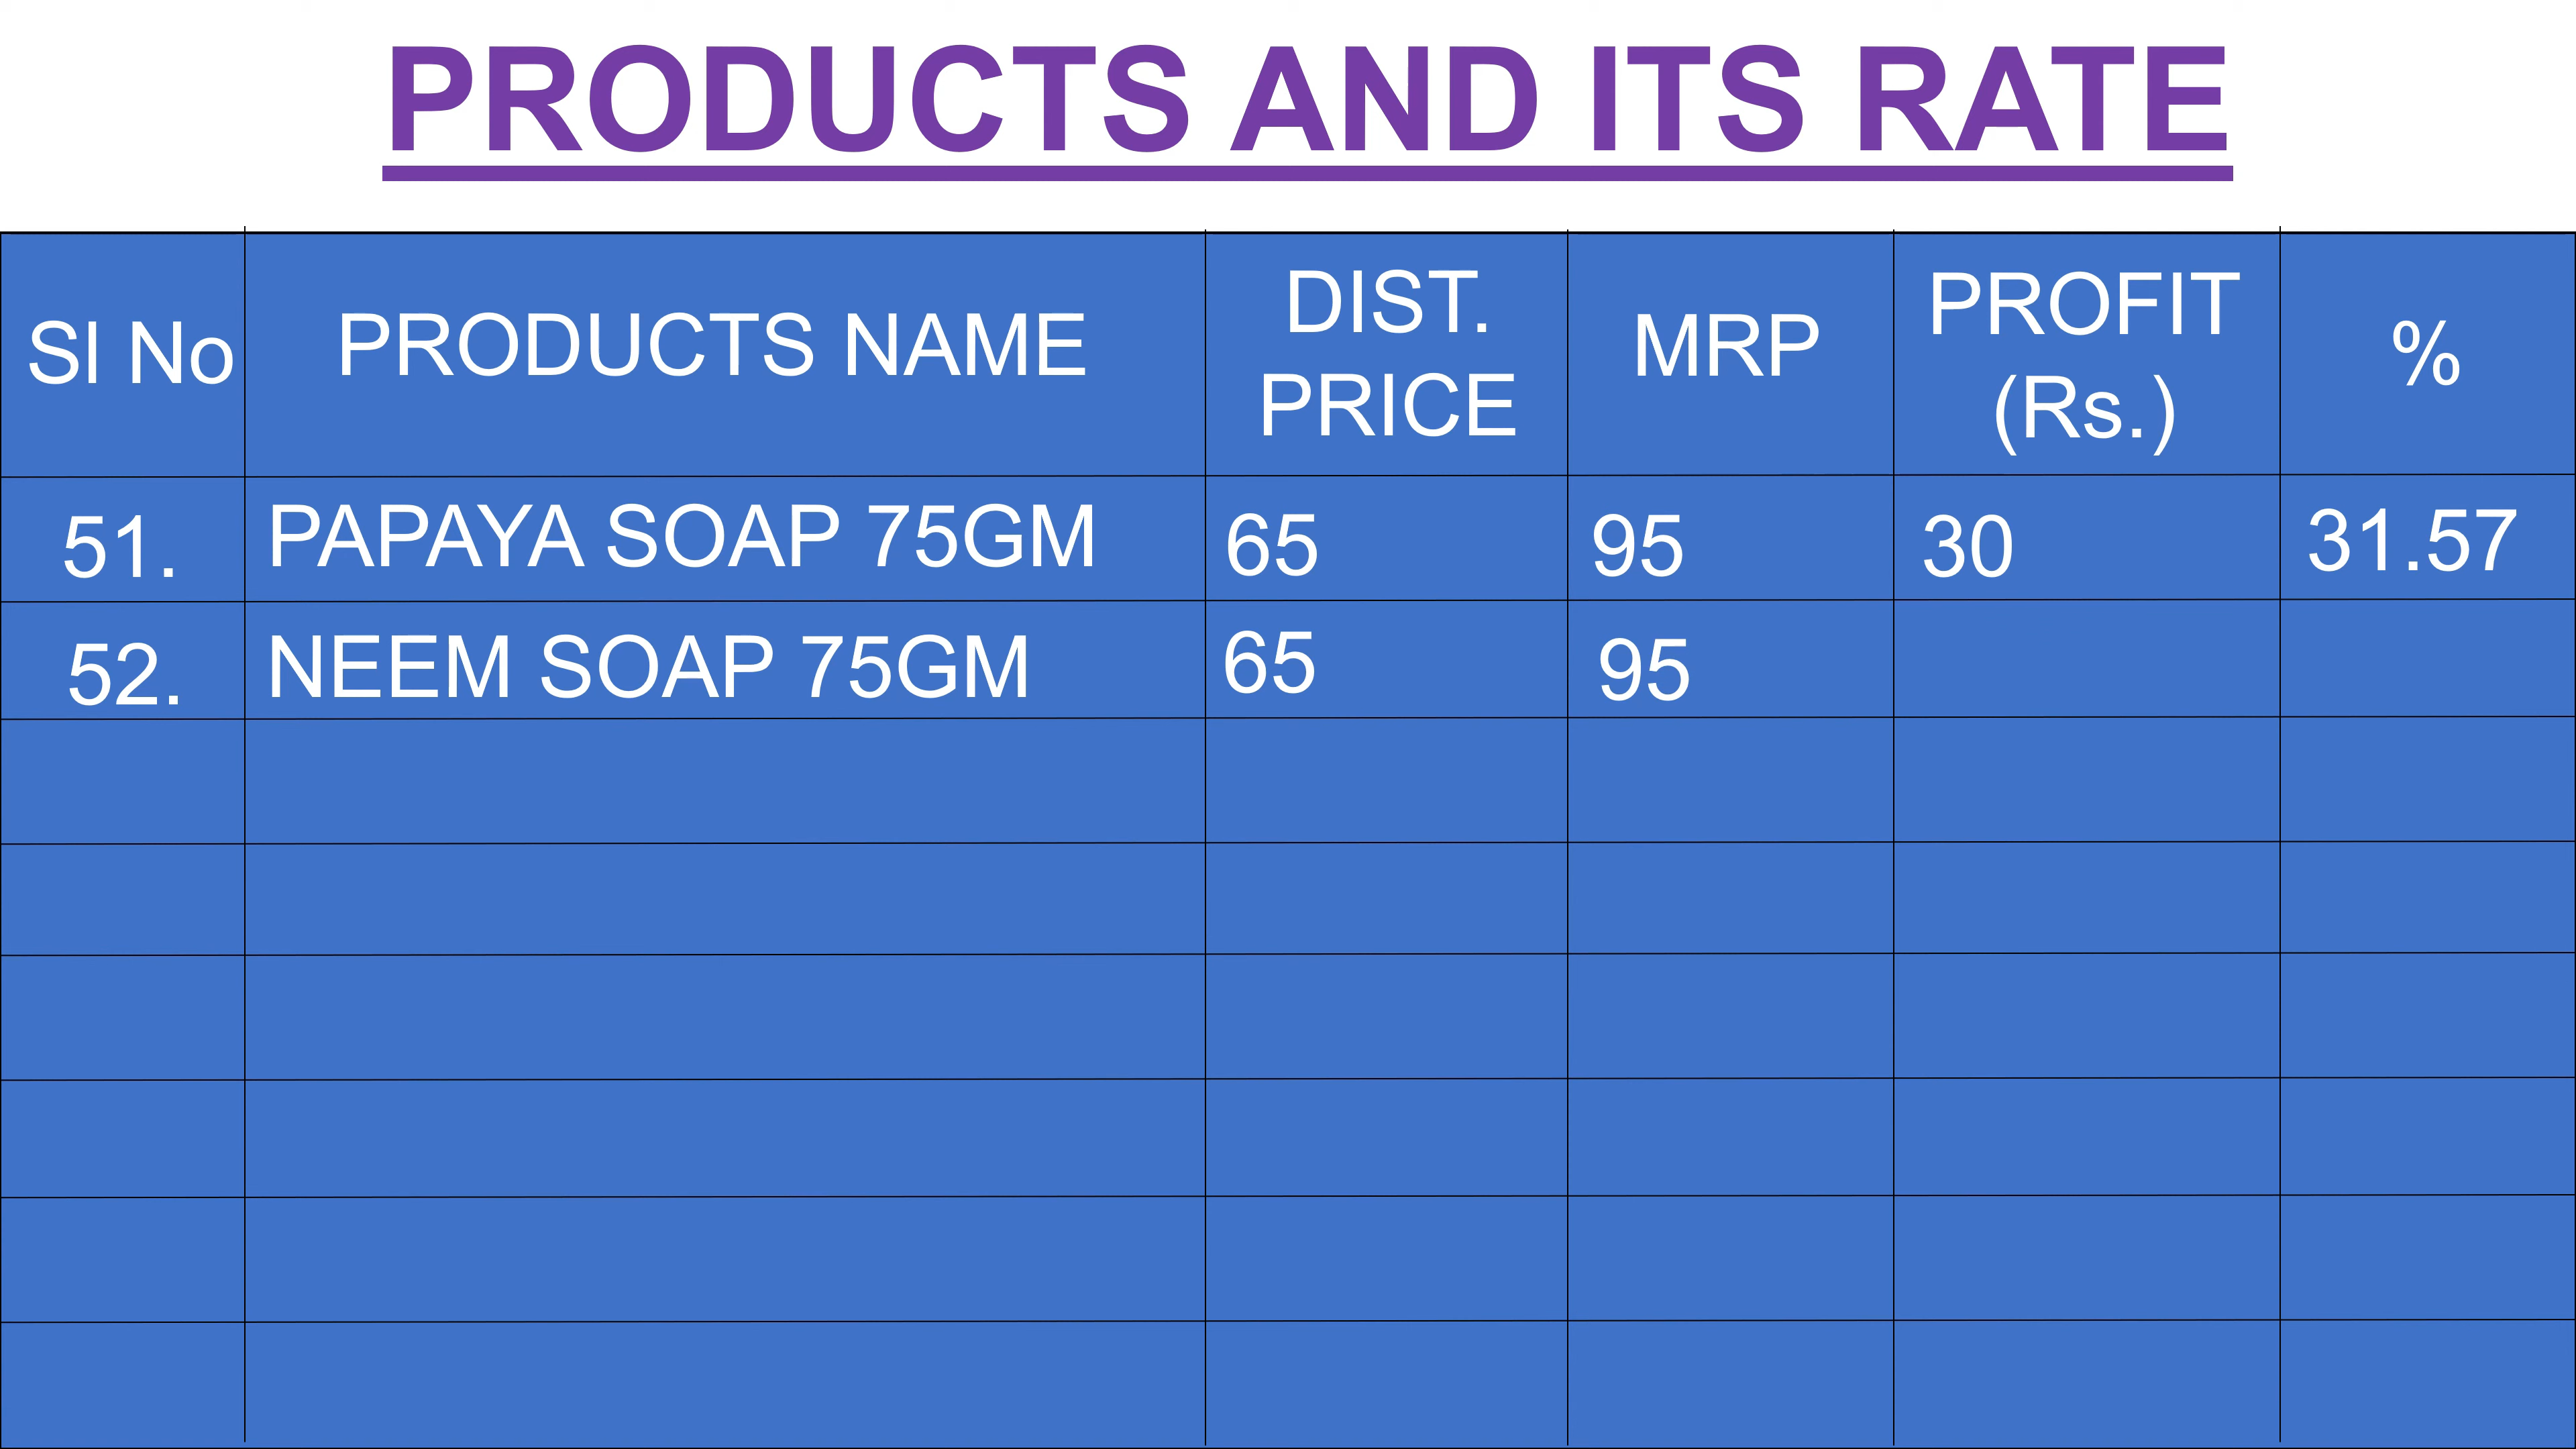 PRODUCTS AND ITS RATE
Sl No PRODUCTS NAME DIST. PRICE MRP PROFIT (Rs.) %
51. PAPAYA SOAP 75GM 65 95 30 31.57
52. NEEM SOAP 75GM 65 95